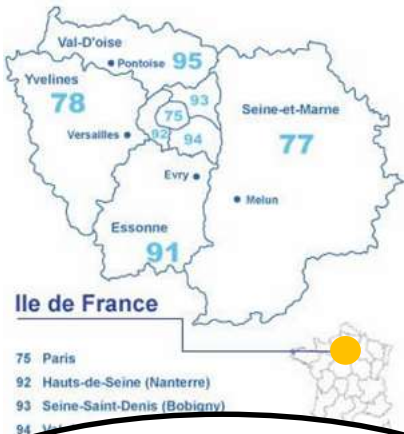 Val-D'oise
Pontoise 95
Yvelines
78
93
75
Seine-et-Marne
77
Versailles
92
94
Evry
Melun
Essonne
91
Ile de France
75 Paris
92 Hauts-de-Seine (Nanterre)
93 Seine-Saint-Denis (Bobigny)
94